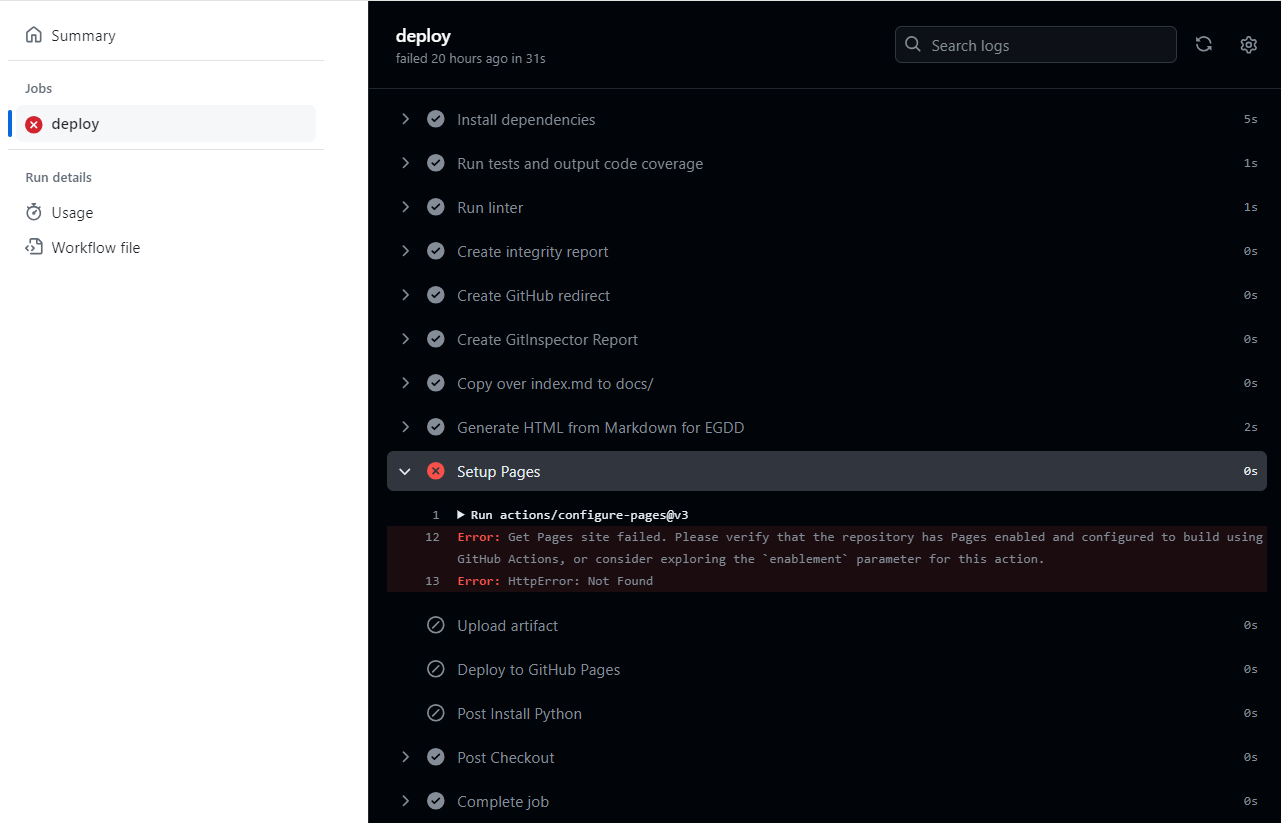 Summary
Jobs
deploy
Run details
Usage
Workflow file
deploy
failed 20 hours ago in 31s
Search logs
Install dependencies 5s
Run tests and output code coverage 1s
Run linter 1s
Create integrity report 0s
Create GitHub redirect 0s
Create GitInspector Report 0s
Copy over index.md to docs/ 0s
Generate HTML from Markdown for EGDD 2s
Setup Pages 0s
1 Run actions/configure-pages@v3
12 Error: Get Pages site failed. Please verify that the repository has Pages enabled and configured to build using
GitHub Actions, or consider exploring the `enablement` parameter for this action.
13 Error: HttpError: Not Found
Upload artifact 0s
Deploy to GitHub Pages 0s
Post Install Python 0s
Post Checkout 0s
Complete job 0s